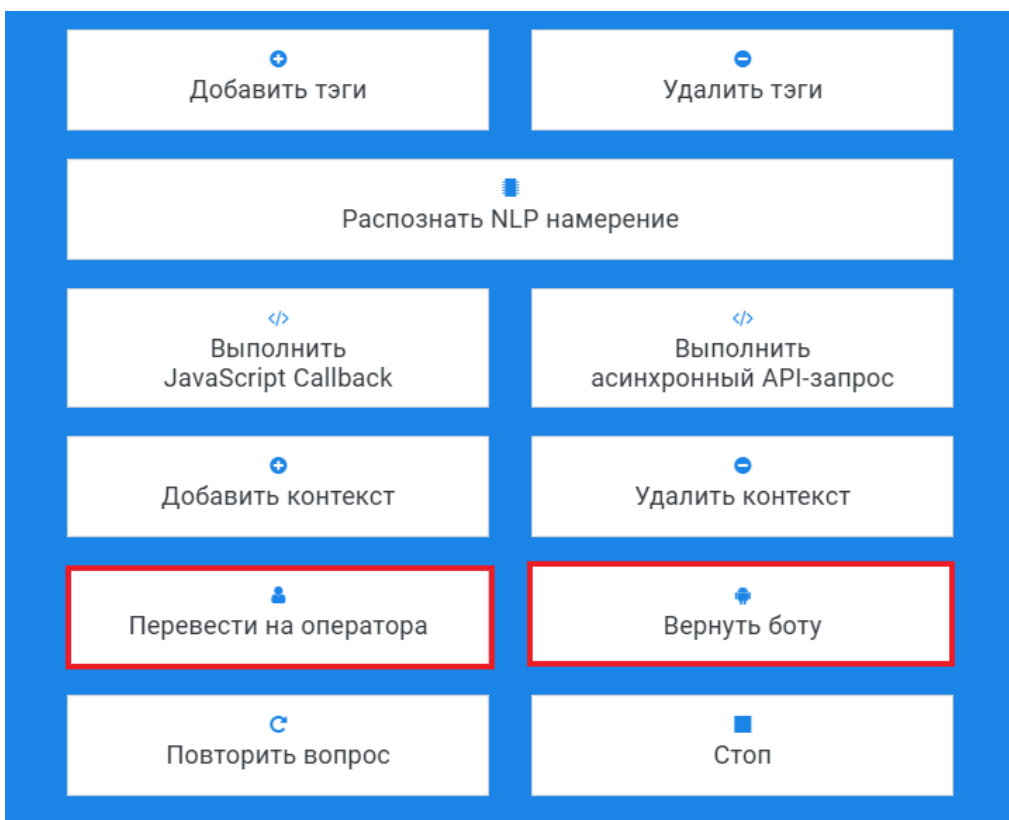 Добавить тэги
Удалить тэги
Распознать NLP намерение
Выполнить
JavaScript Callback
Выполнить
асинхронный API-запрос
Добавить контекст
Удалить контекст
Перевести на оператора
Вернуть боту
Повторить вопрос
Стоп